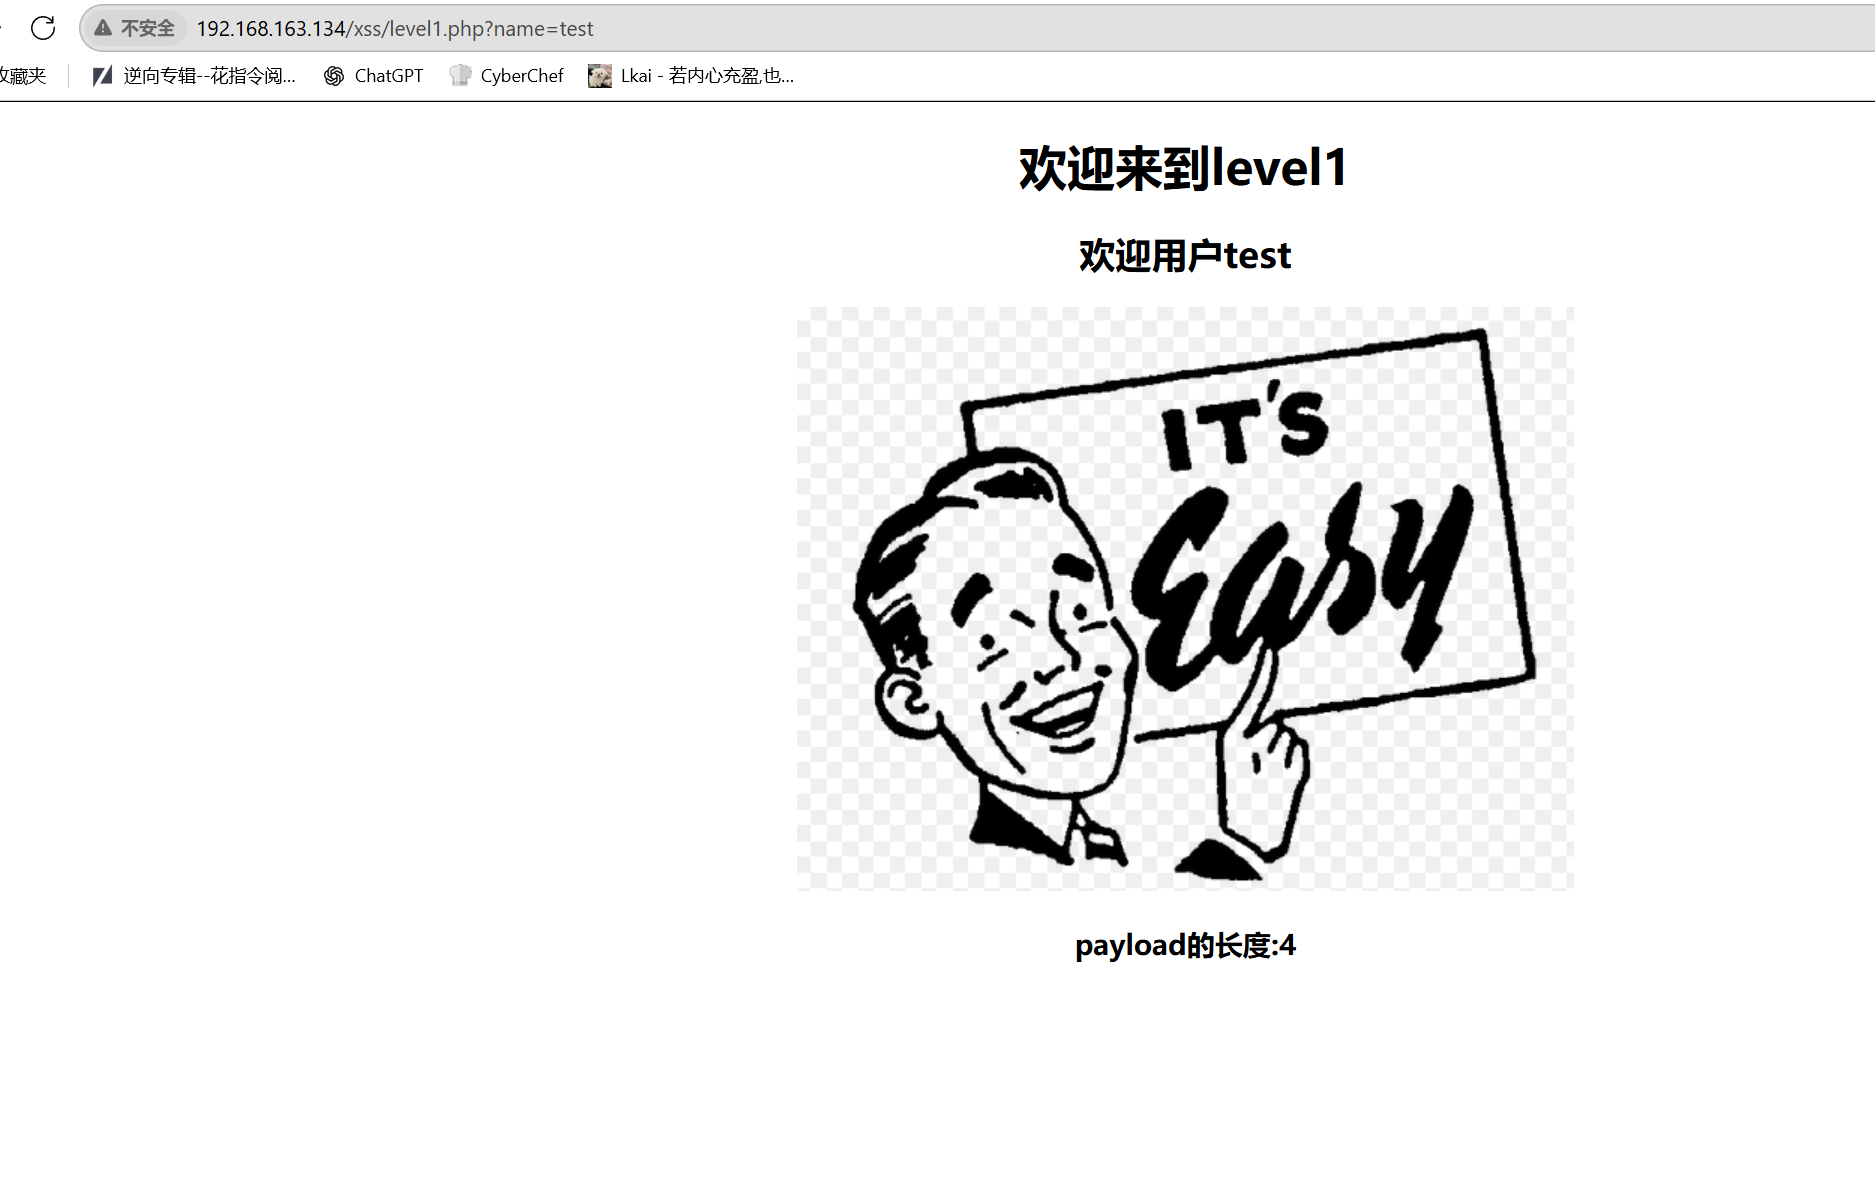 不安全 192.168.163.134/xss/level1.php?name=test
收藏夹 逆向专辑--花指令阅... ChatGPT CyberChef Lkai - 若内心充盈,也...
欢迎来到level1
欢迎用户test
IT'S
Easy
payload的长度:4